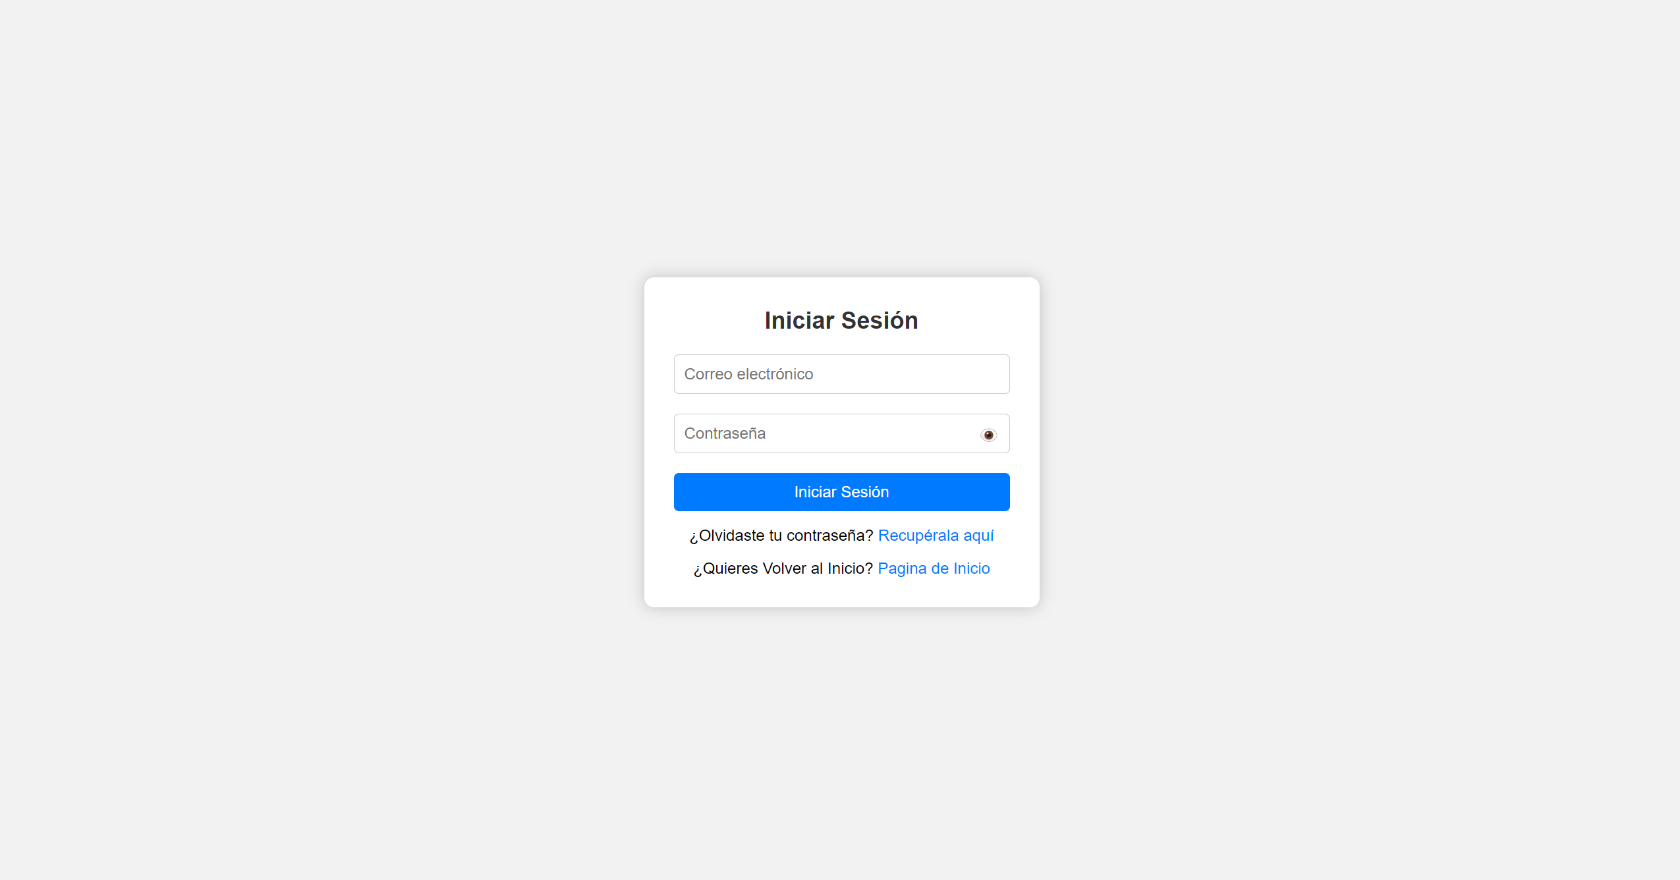 Iniciar Sesión
Correo electrónico
Contraseña
Iniciar Sesión
¿Olvidaste tu contraseña? Recupérala aquí
¿Quieres Volver al Inicio? Pagina de Inicio